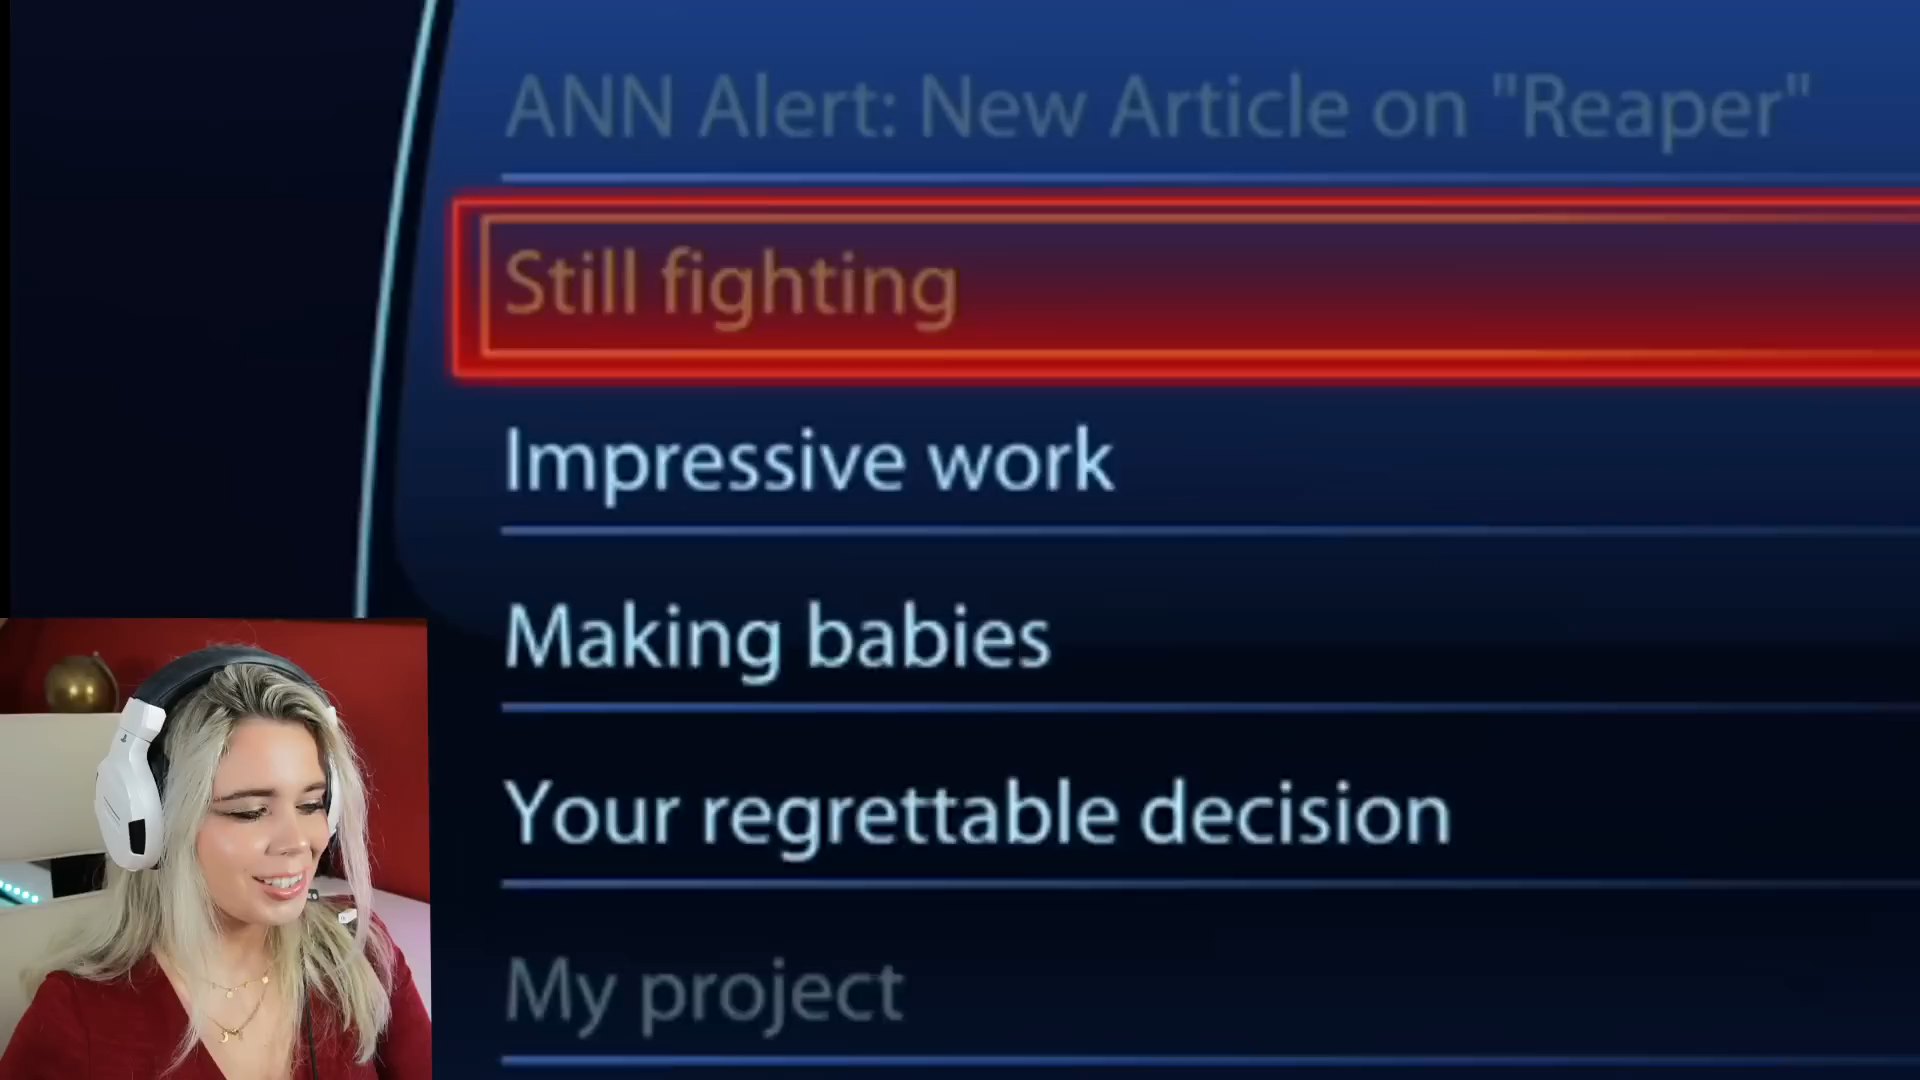 ANN Alert: New Article on "Reaper"
Still fighting
Impressive work
Making babies
Your regrettable decision
My project